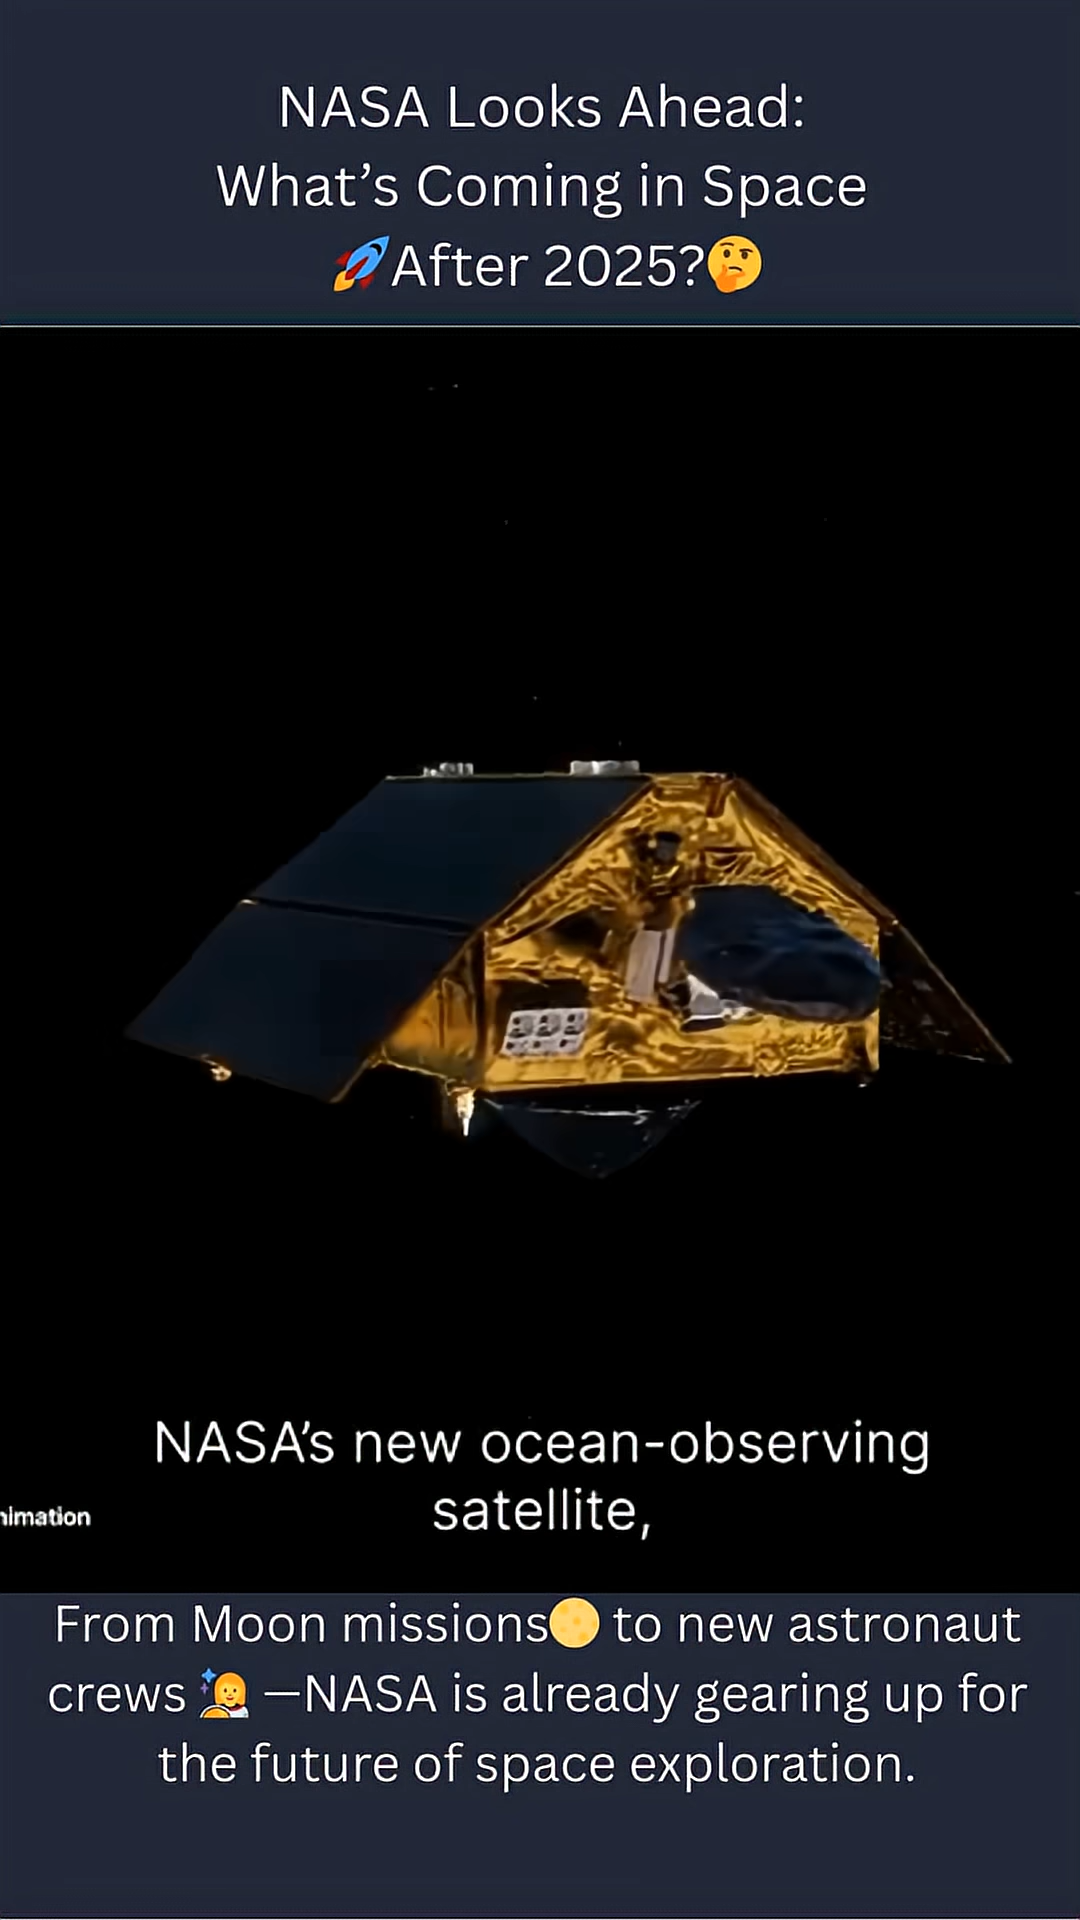 NASA Looks Ahead:
What's Coming in Space
🚀After 2025?🤔
NASA's new ocean-observing
satellite,
nimation
From Moon missions🌕 to new astronaut
crews 🧑‍🚀 —NASA is already gearing up for
the future of space exploration.